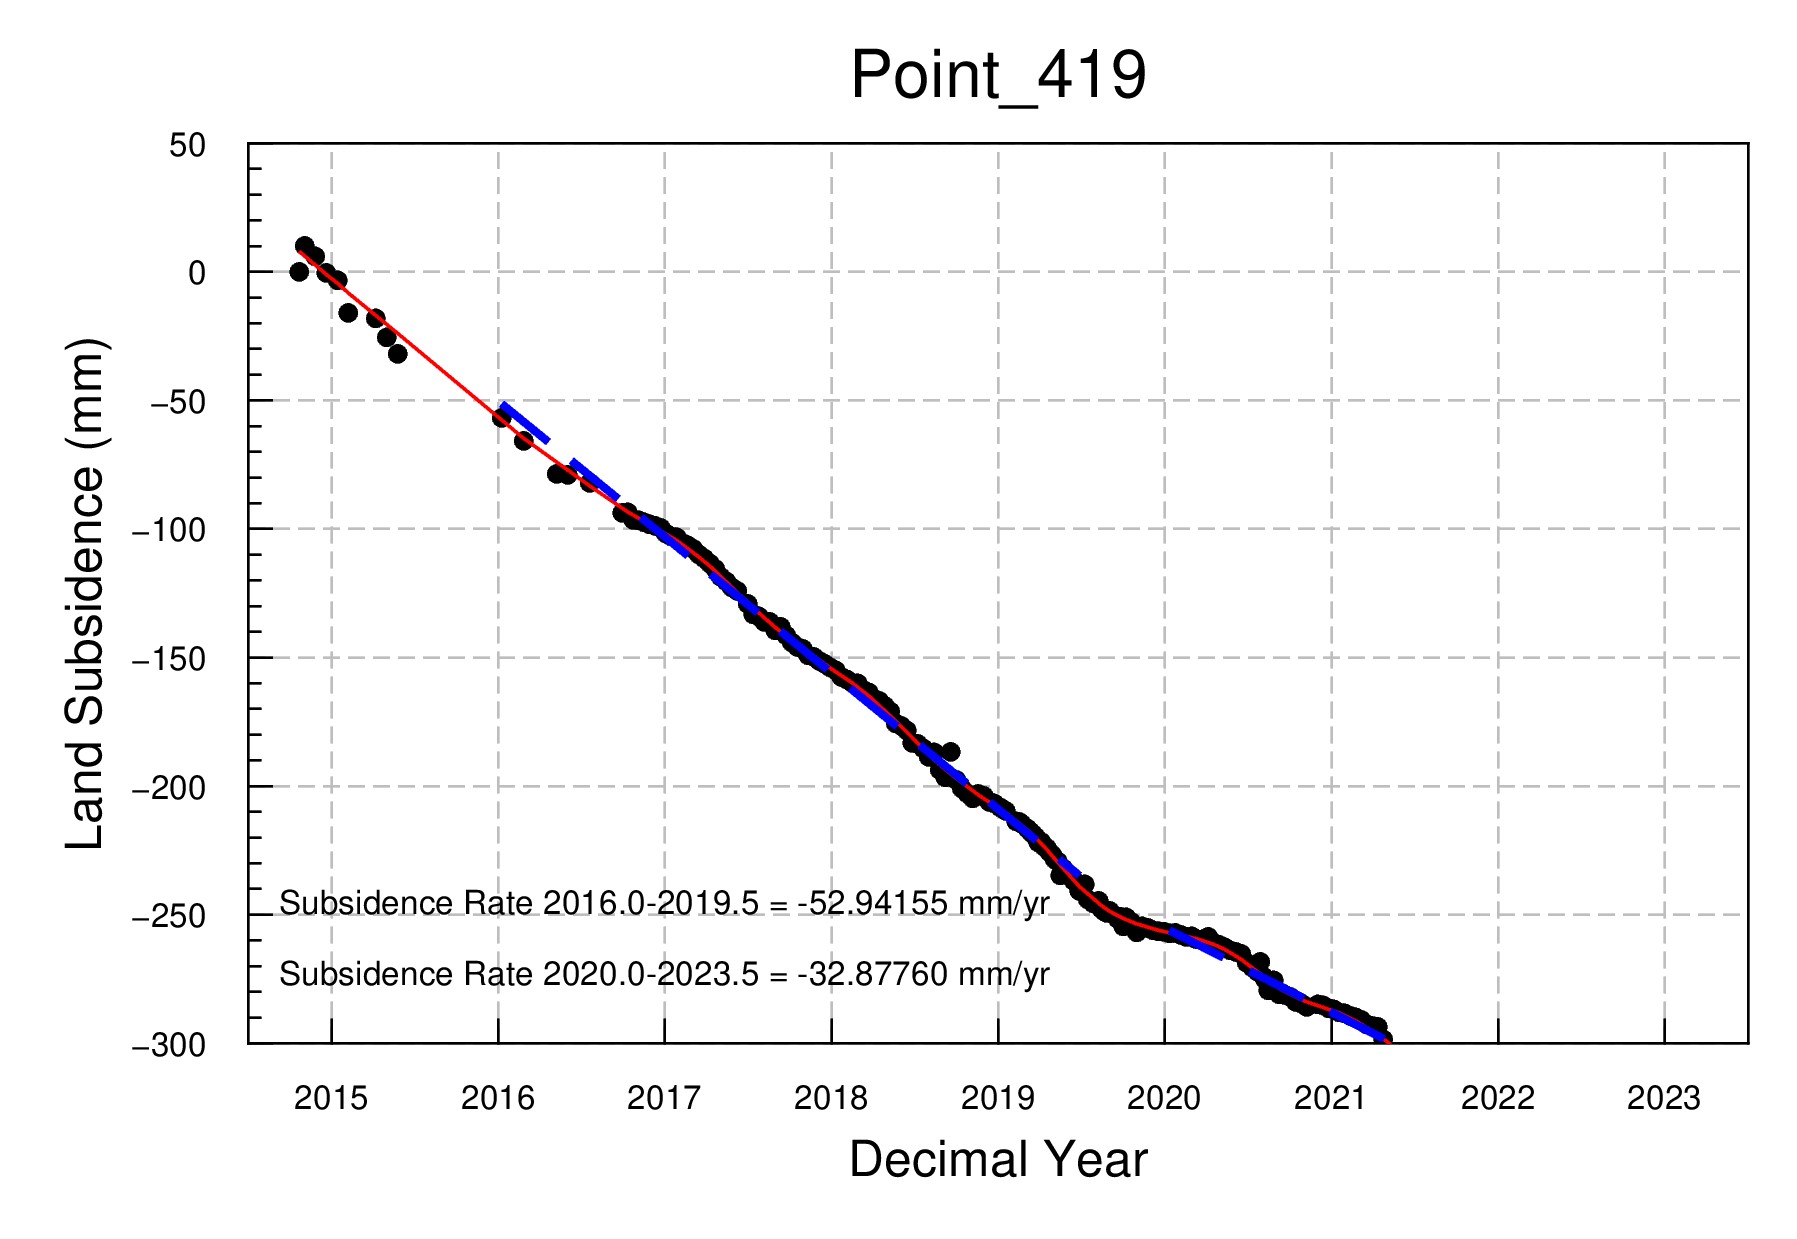 Point_419
50
0
−50
−100
−150
−200
−250
−300
Land Subsidence (mm)
Subsidence Rate 2016.0-2019.5 = -52.94155 mm/yr
Subsidence Rate 2020.0-2023.5 = -32.87760 mm/yr
2015 2016 2017 2018 2019 2020 2021 2022 2023
Decimal Year